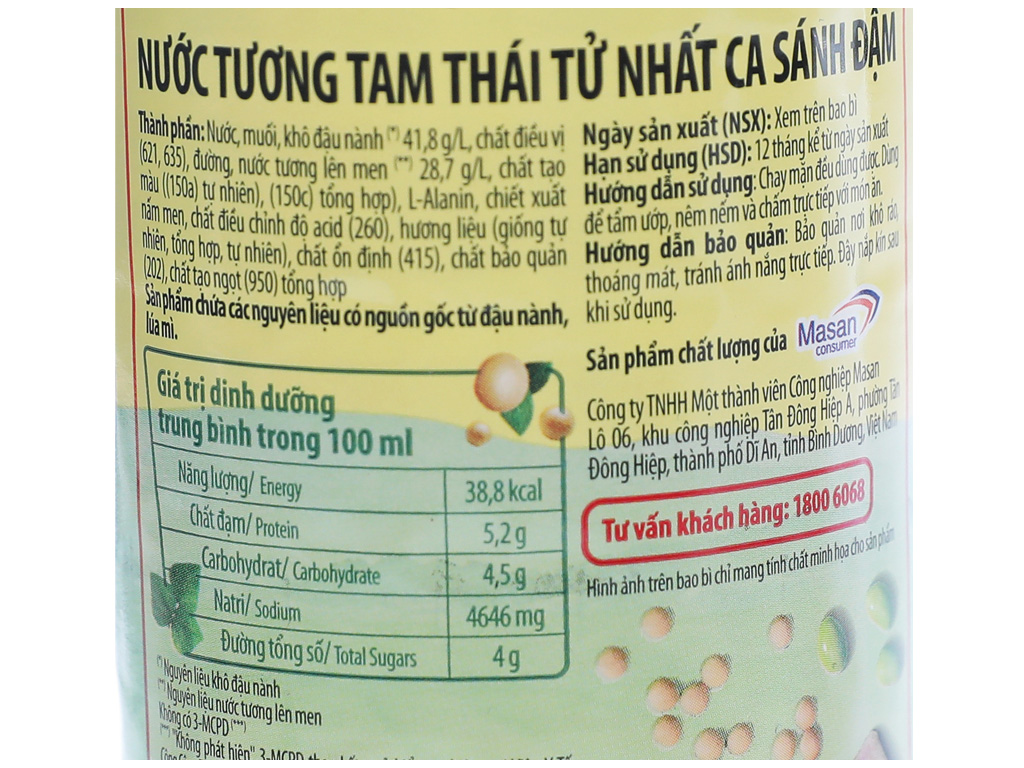 NƯỚC TƯƠNG TAM THÁI TỬ NHẤT CA SÁNH ĐẬM
Thành phần: Nước, muối, khô đậu nành (*) 41,8 g/L, chất điều vị
(621, 635), đường, nước tương lên men (**) 28,7 g/L, chất tạo
màu ((150a) tự nhiên), (150c) tổng hợp), L-Alanin, chiết xuất
nấm men, chất điều chỉnh độ acid (260), hương liệu (giống tự
nhiên, tổng hợp, tự nhiên), chất ổn định (415), chất bảo quản
(202), chất tạo ngọt (950) tổng hợp
Sản phẩm chứa các nguyên liệu có nguồn gốc từ đậu nành,
lúa mì.
Giá trị dinh dưỡng
trung bình trong 100 ml
Năng lượng/ Energy 38,8 kcal
Chất đạm/ Protein 5,2 g
Carbohydrat/ Carbohydrate 4,5 g
Natri/ Sodium 4646 mg
Đường tổng số/ Total Sugars 4 g
(*) Nguyên liệu khô đậu nành
(**) Nguyên liệu nước tương lên men
Không có 3-MCPD (***)
(***) "Không phát hiện" 3-MCPD
Ngày sản xuất (NSX): Xem trên bao bì
Hạn sử dụng (HSD): 12 tháng kể từ ngày sản xuất
Hướng dẫn sử dụng: Chay mặn đều dùng được. Dùng
để tẩm ướp, nêm nếm và chấm trực tiếp với món ăn.
Hướng dẫn bảo quản: Bảo quản nơi khô ráo,
thoáng mát, tránh ánh nắng trực tiếp. Đậy nắp kín sau
khi sử dụng.
Sản phẩm chất lượng của Masan
consumer
Công ty TNHH Một thành viên Công nghiệp Masan
Lô 06, khu công nghiệp Tân Đông Hiệp A, phường Tân
Đông Hiệp, thành phố Dĩ An, tỉnh Bình Dương, Việt Nam
Tư vấn khách hàng: 1800 6068
Hình ảnh trên bao bì chỉ mang tính chất minh họa cho sản phẩm